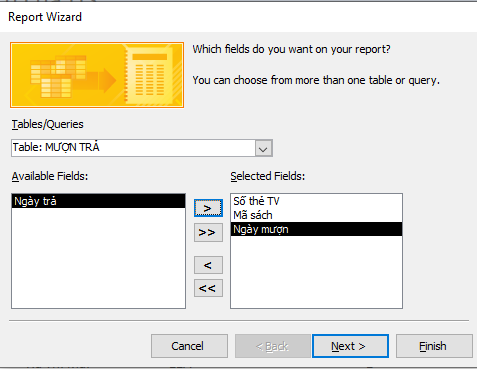 Report Wizard
Which fields do you want on your report?
You can choose from more than one table or query.
Tables/Queries
Table: MƯỢN TRẢ
Available Fields:
Selected Fields:
Ngày trả
>
>>
<
<<
Số thẻ TV
Mã sách
Ngày mượn
Cancel
< Back
Next >
Finish